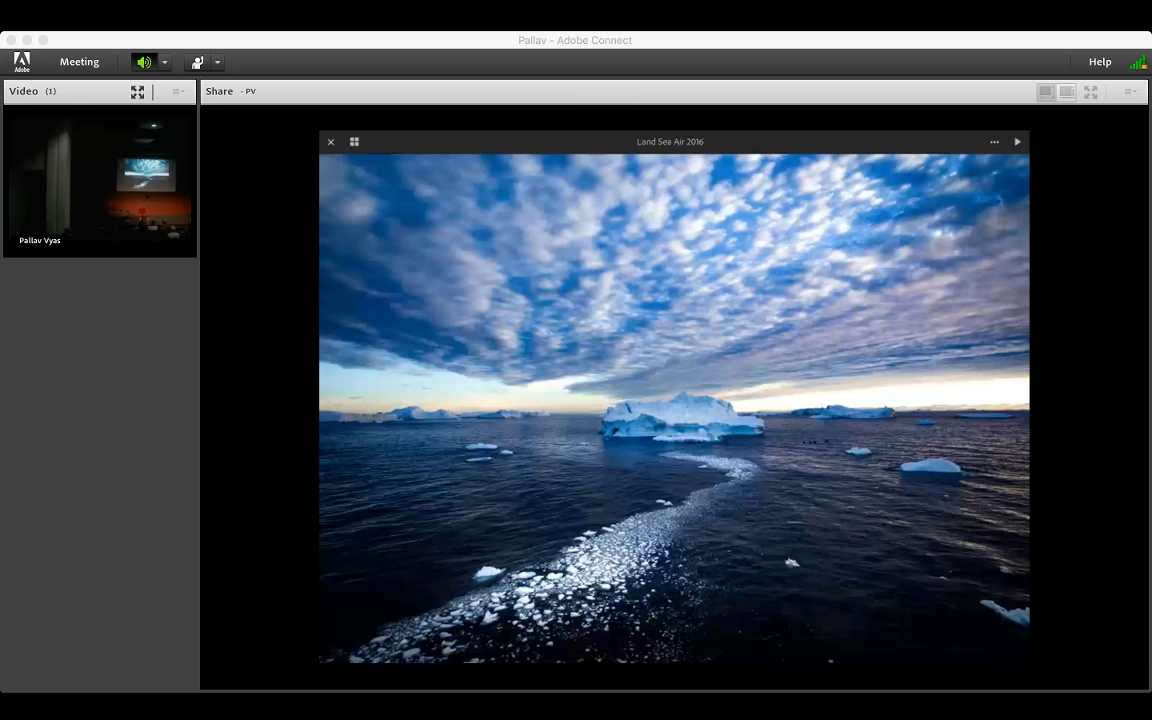 Pallav - Adobe Connect
Adobe
Meeting
Help
Video (1)
Share - PV
Land Sea Air 2016
Pallav Vyas